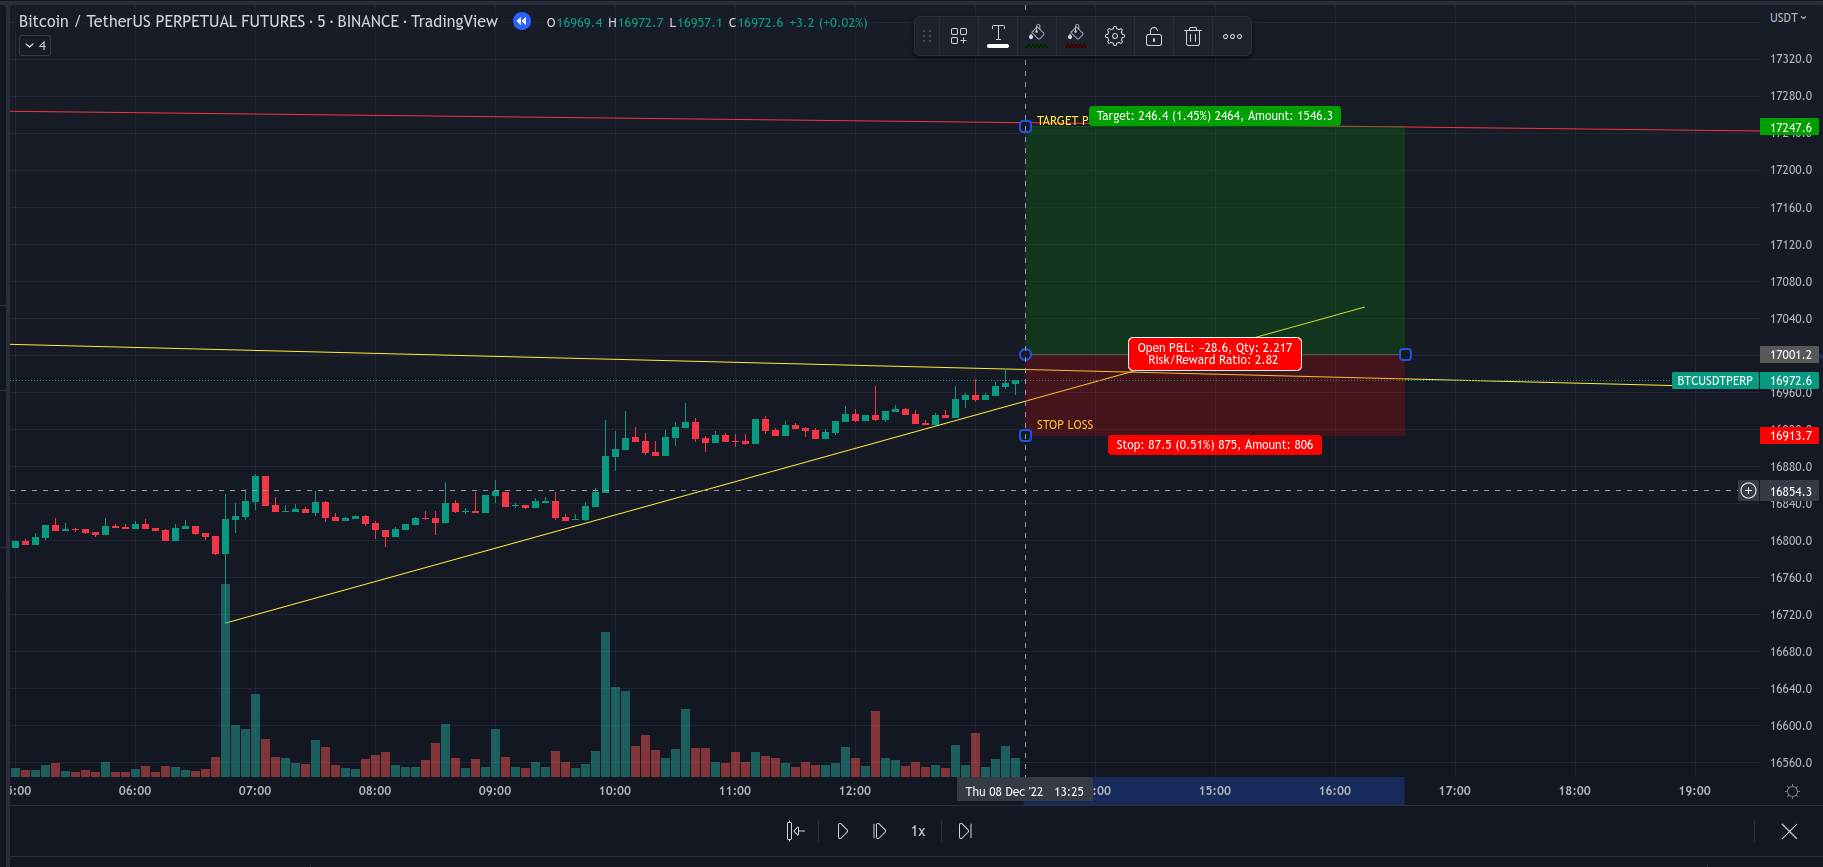 Bitcoin / TetherUS PERPETUAL FUTURES · 5 · BINANCE · TradingView O16969.4 H16972.7 L16957.1 C16972.6 +3.2 (+0.02%)
USDT
4
T
17320.0
17280.0
TARGET P
Target: 246.4 (1.45%) 2464, Amount: 1546.3
17247.6
17200.0
17160.0
17120.0
17080.0
17040.0
Open P&L: −28.6, Qty: 2.217
Risk/Reward Ratio: 2.82
17001.2
BTCUSDTPERP 16972.6
16960.0
STOP LOSS
16913.7
Stop: 87.5 (0.51%) 875, Amount: 806
16880.0
16854.3
16840.0
16800.0
16760.0
16720.0
16680.0
16640.0
16600.0
16560.0
:00 06:00 07:00 08:00 09:00 10:00 11:00 12:00 Thu 08 Dec '22 13:25 :00 15:00 16:00 17:00 18:00 19:00
1x